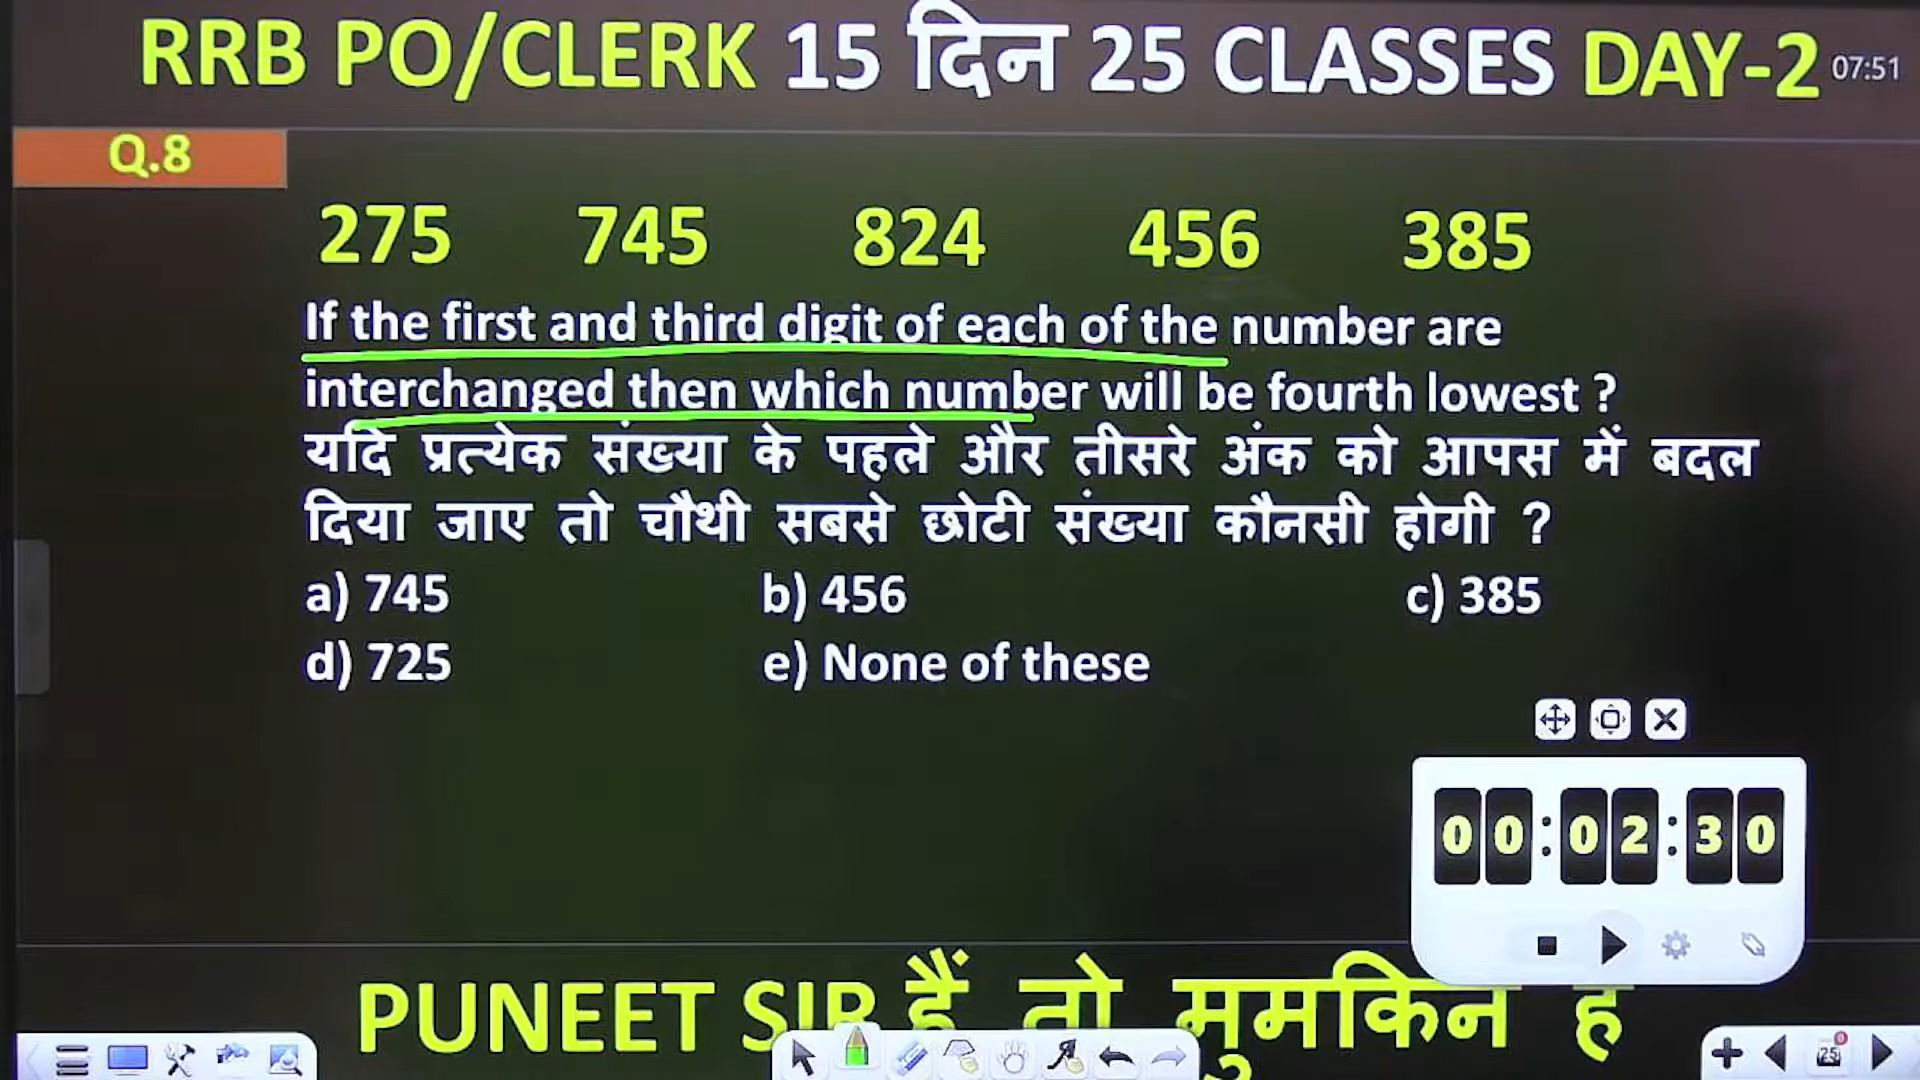 RRB PO/CLERK 15 दिन 25 CLASSES DAY-2 07:51
Q.8
275 745 824 456 385
If the first and third digit of each of the number are
interchanged then which number will be fourth lowest ?
यदि प्रत्येक संख्या के पहले और तीसरे अंक को आपस में बदल
दिया जाए तो चौथी सबसे छोटी संख्या कौनसी होगी ?
a) 745 b) 456 c) 385
d) 725 e) None of these
00:02:30
PUNEET SIR हैं तो मुमकिन है
25